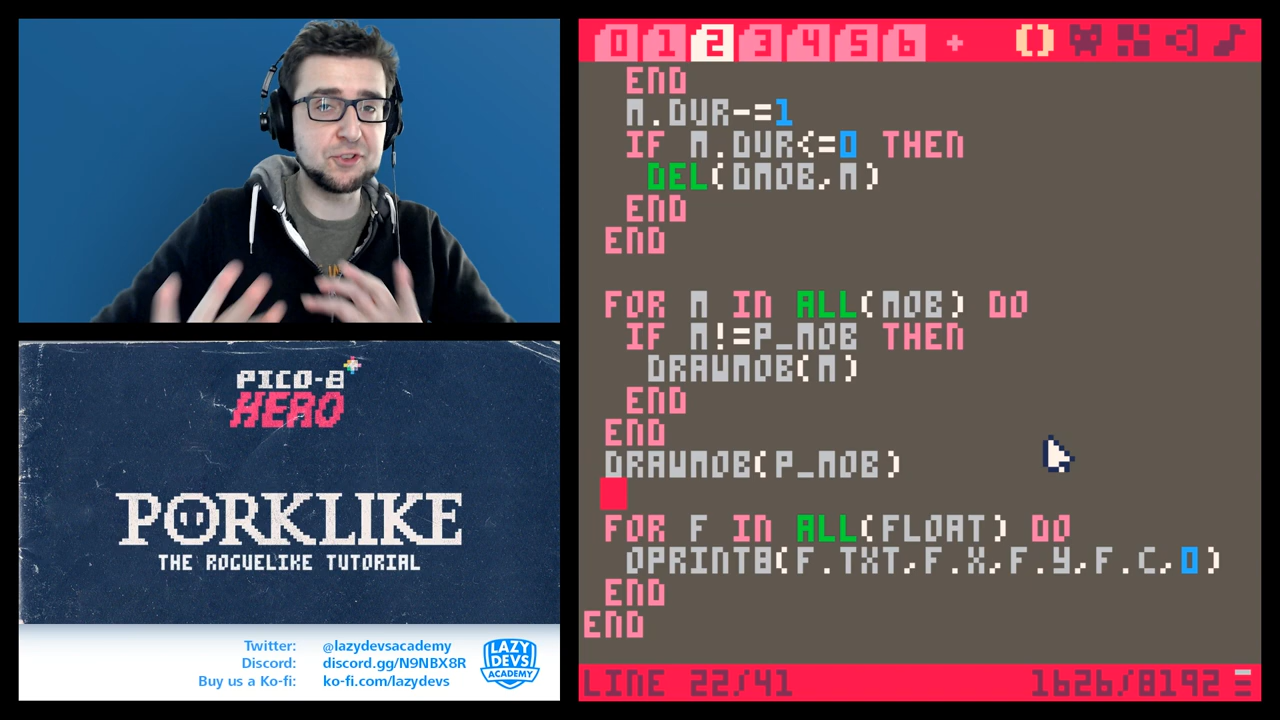 PICO-8
HERO
PORKLIKE
THE ROGUELIKE TUTORIAL
Twitter: @lazydevsacademy
Discord: discord.gg/N9NBX8R
Buy us a Ko-fi: ko-fi.com/lazydevs
LAZY
DEVS
ACADEMY
0 1 2 3 4 5 6 +
END
M.DUR-=1
IF M.DUR<=0 THEN
DEL(DMOB,M)
END
END
FOR M IN ALL(MOB) DO
IF M!=P_MOB THEN
DRAWMOB(M)
END
END
DRAWMOB(P_MOB)
FOR F IN ALL(FLOAT) DO
OPRINT8(F.TXT,F.X,F.Y,F.C,0)
END
END
LINE 22/41
1626/8192